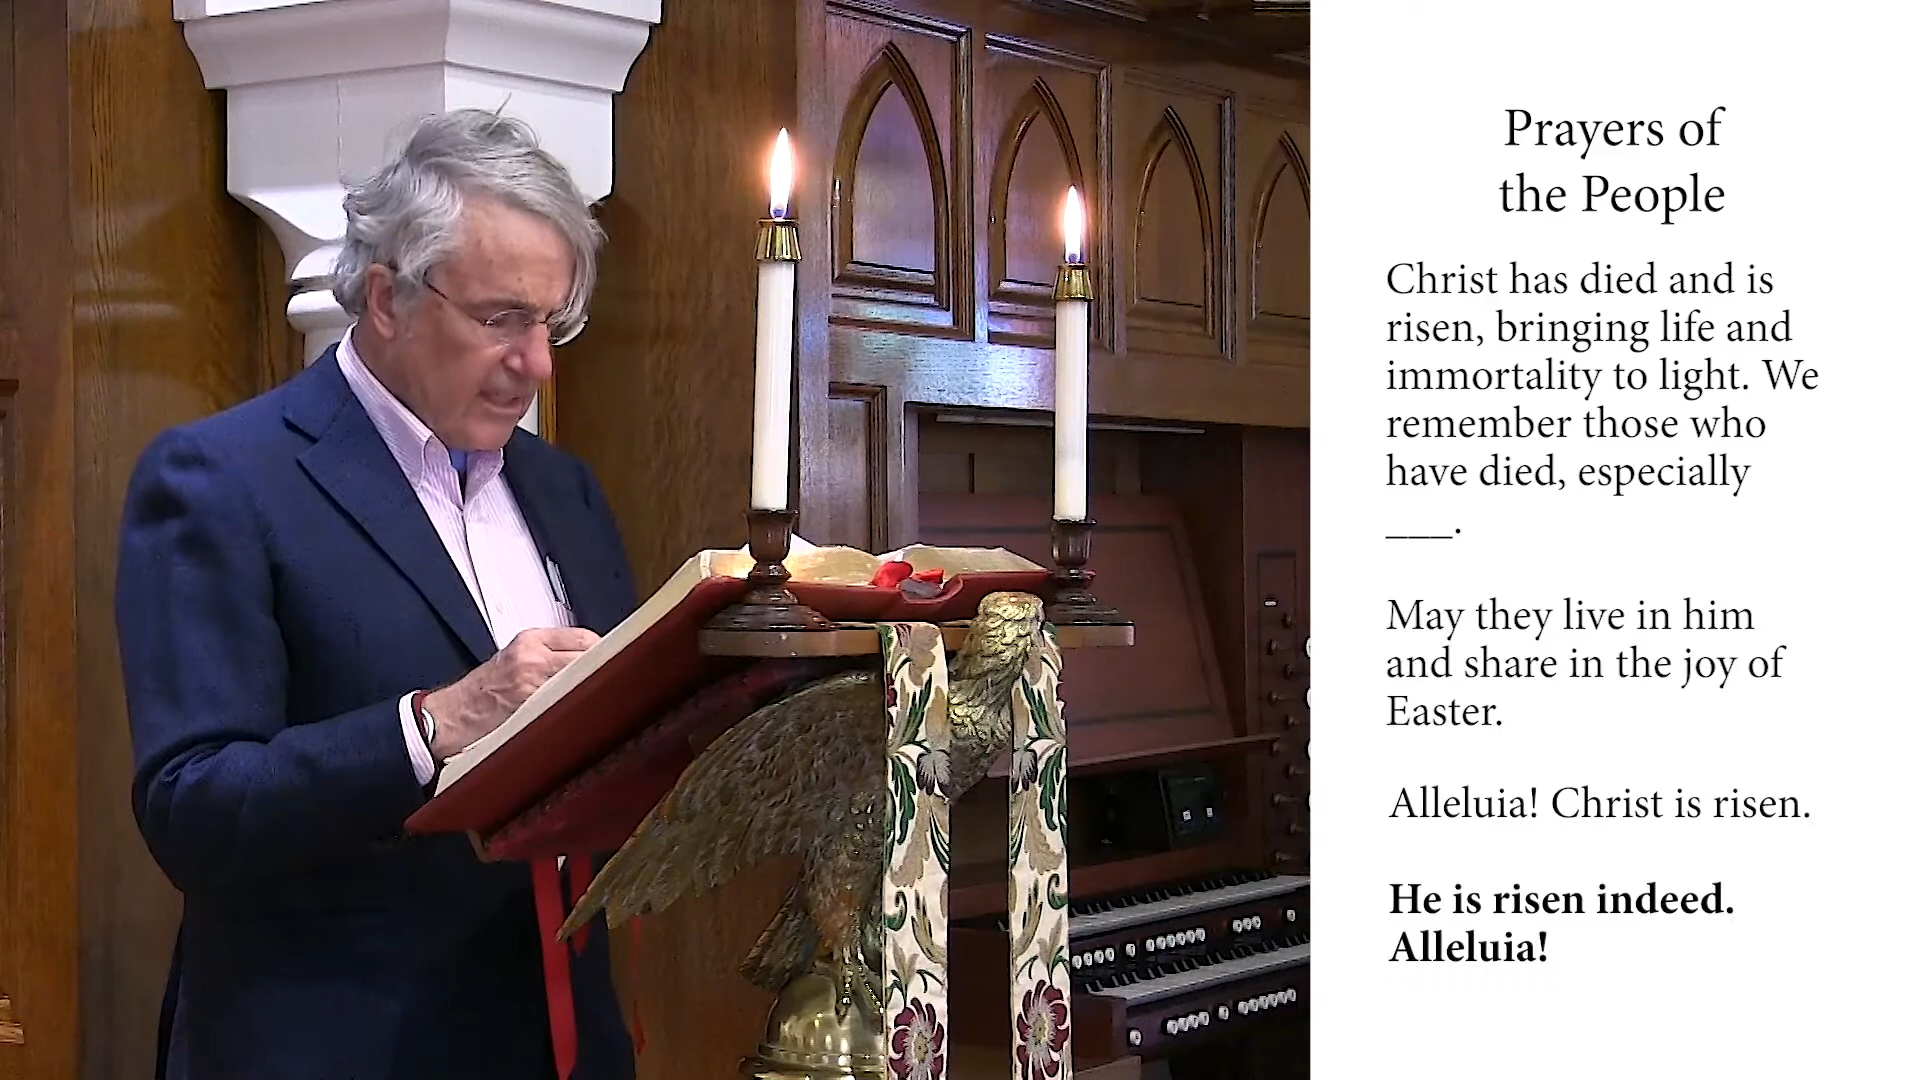 Prayers of
the People
Christ has died and is
risen, bringing life and
immortality to light. We
remember those who
have died, especially
___.
May they live in him
and share in the joy of
Easter.
Alleluia! Christ is risen.
He is risen indeed.
Alleluia!